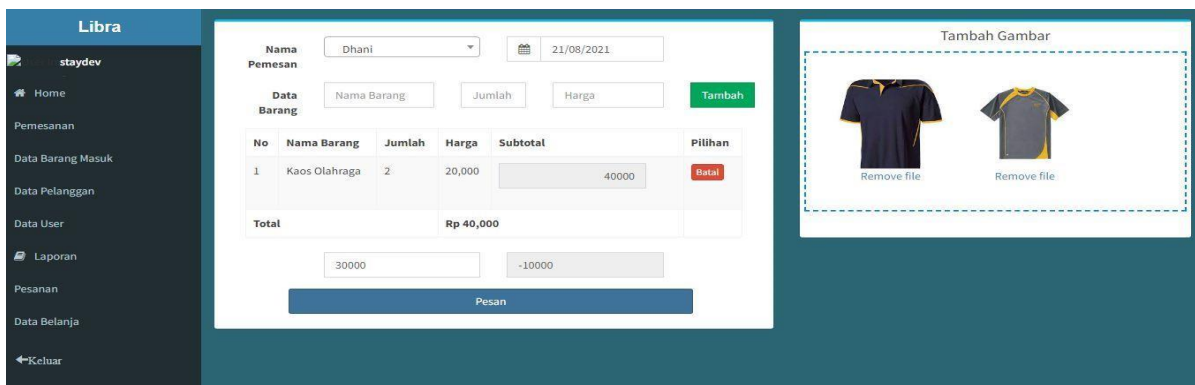 Libra
staydev
Home
Pemesanan
Data Barang Masuk
Data Pelanggan
Data User
Laporan
Pesanan
Data Belanja
Keluar
Nama Pemesan
Dhani
21/08/2021
Data Barang
Nama Barang
Jumlah
Harga
Tambah
No Nama Barang Jumlah Harga Subtotal Pilihan
1 Kaos Olahraga 2 20,000 40000 Batal
Total Rp 40,000
30000
-10000
Pesan
Tambah Gambar
Remove file
Remove file